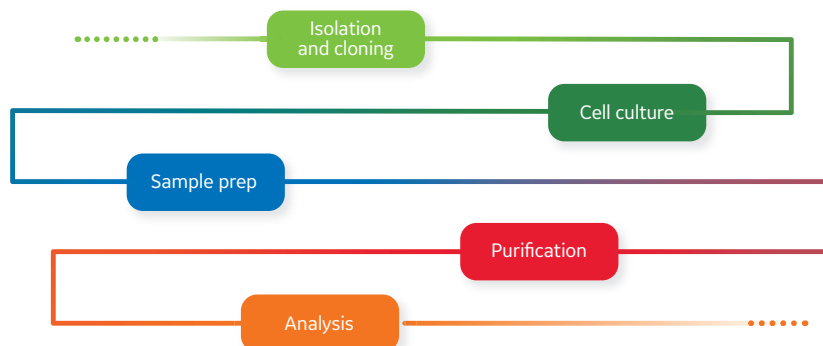 Isolation
and cloning
Cell culture
Sample prep
Purification
Analysis